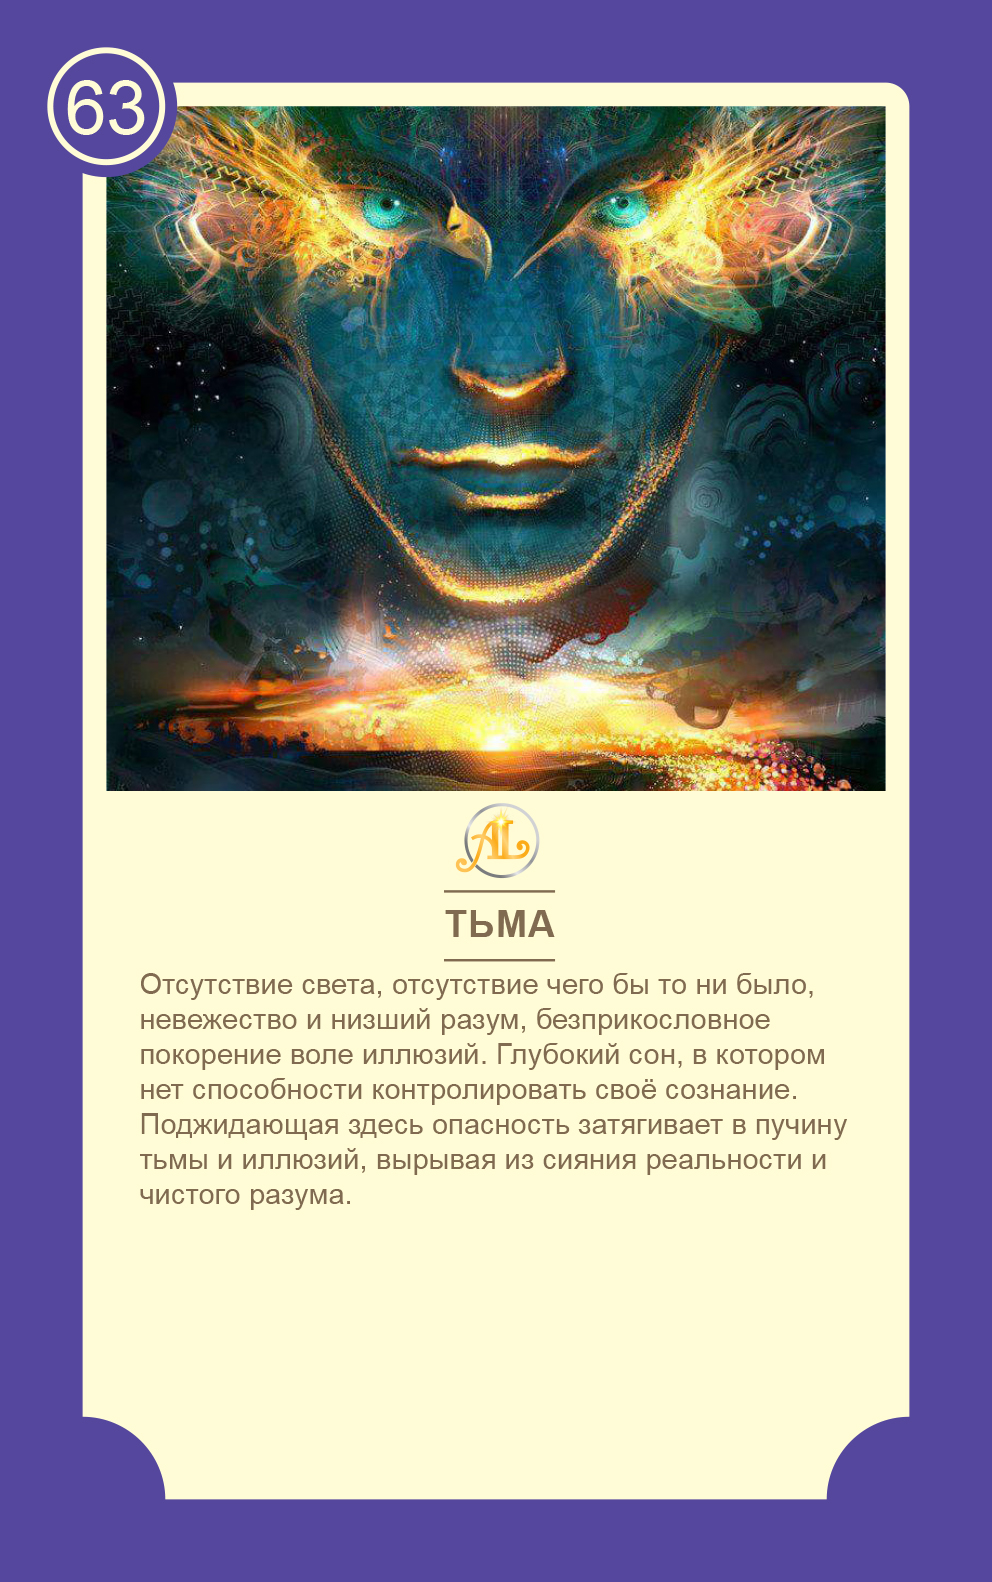 63
AL
ТЬМА
Отсутствие света, отсутствие чего бы то ни было,
невежество и низший разум, безприкословное
покорение воле иллюзий. Глубокий сон, в котором
нет способности контролировать своё сознание.
Поджидающая здесь опасность затягивает в пучину
тьмы и иллюзий, вырывая из сияния реальности и
чистого разума.